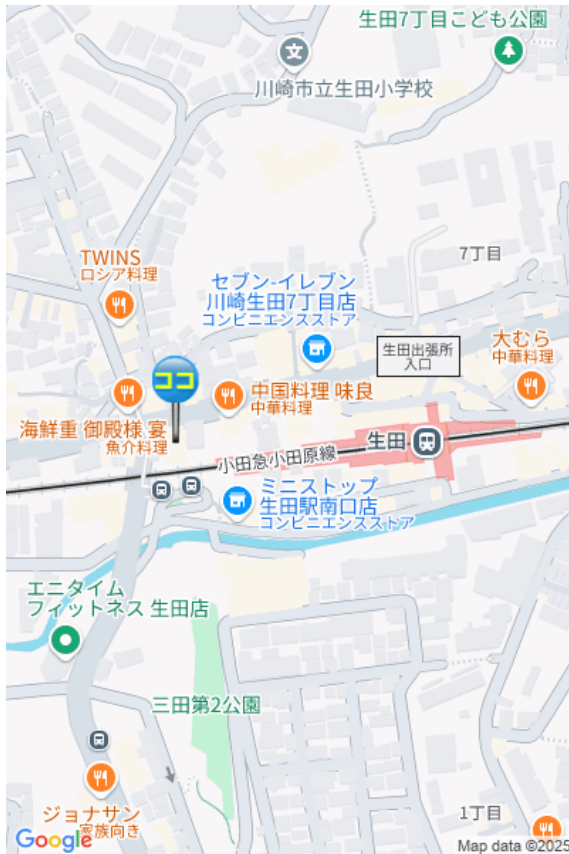 生田7丁目こども公園
文
川崎市立生田小学校
TWINS
ロシア料理
7丁目
セブン-イレブン
川崎生田7丁目店
コンビニエンスストア
生田出張所
入口
大むら
中華料理
ココ
中国料理 味良
中華料理
海鮮重 御殿様 宴
魚介料理
生田
小田急小田原線
ミニストップ
生田駅南口店
コンビニエンスストア
エニタイム
フィットネス 生田店
三田第2公園
ジョナサン
家族向き
1丁目
Google
Map data ©2025